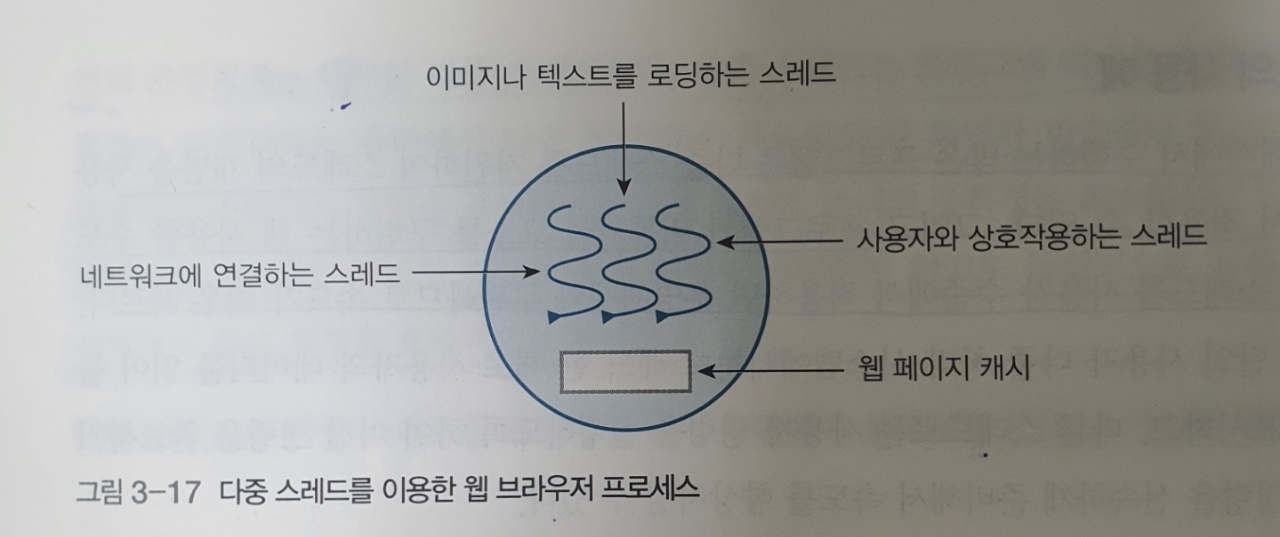 이미지나 텍스트를 로딩하는 스레드
사용자와 상호작용하는 스레드
네트워크에 연결하는 스레드
웹 페이지 캐시
그림 3-17 다중 스레드를 이용한 웹 브라우저 프로세스